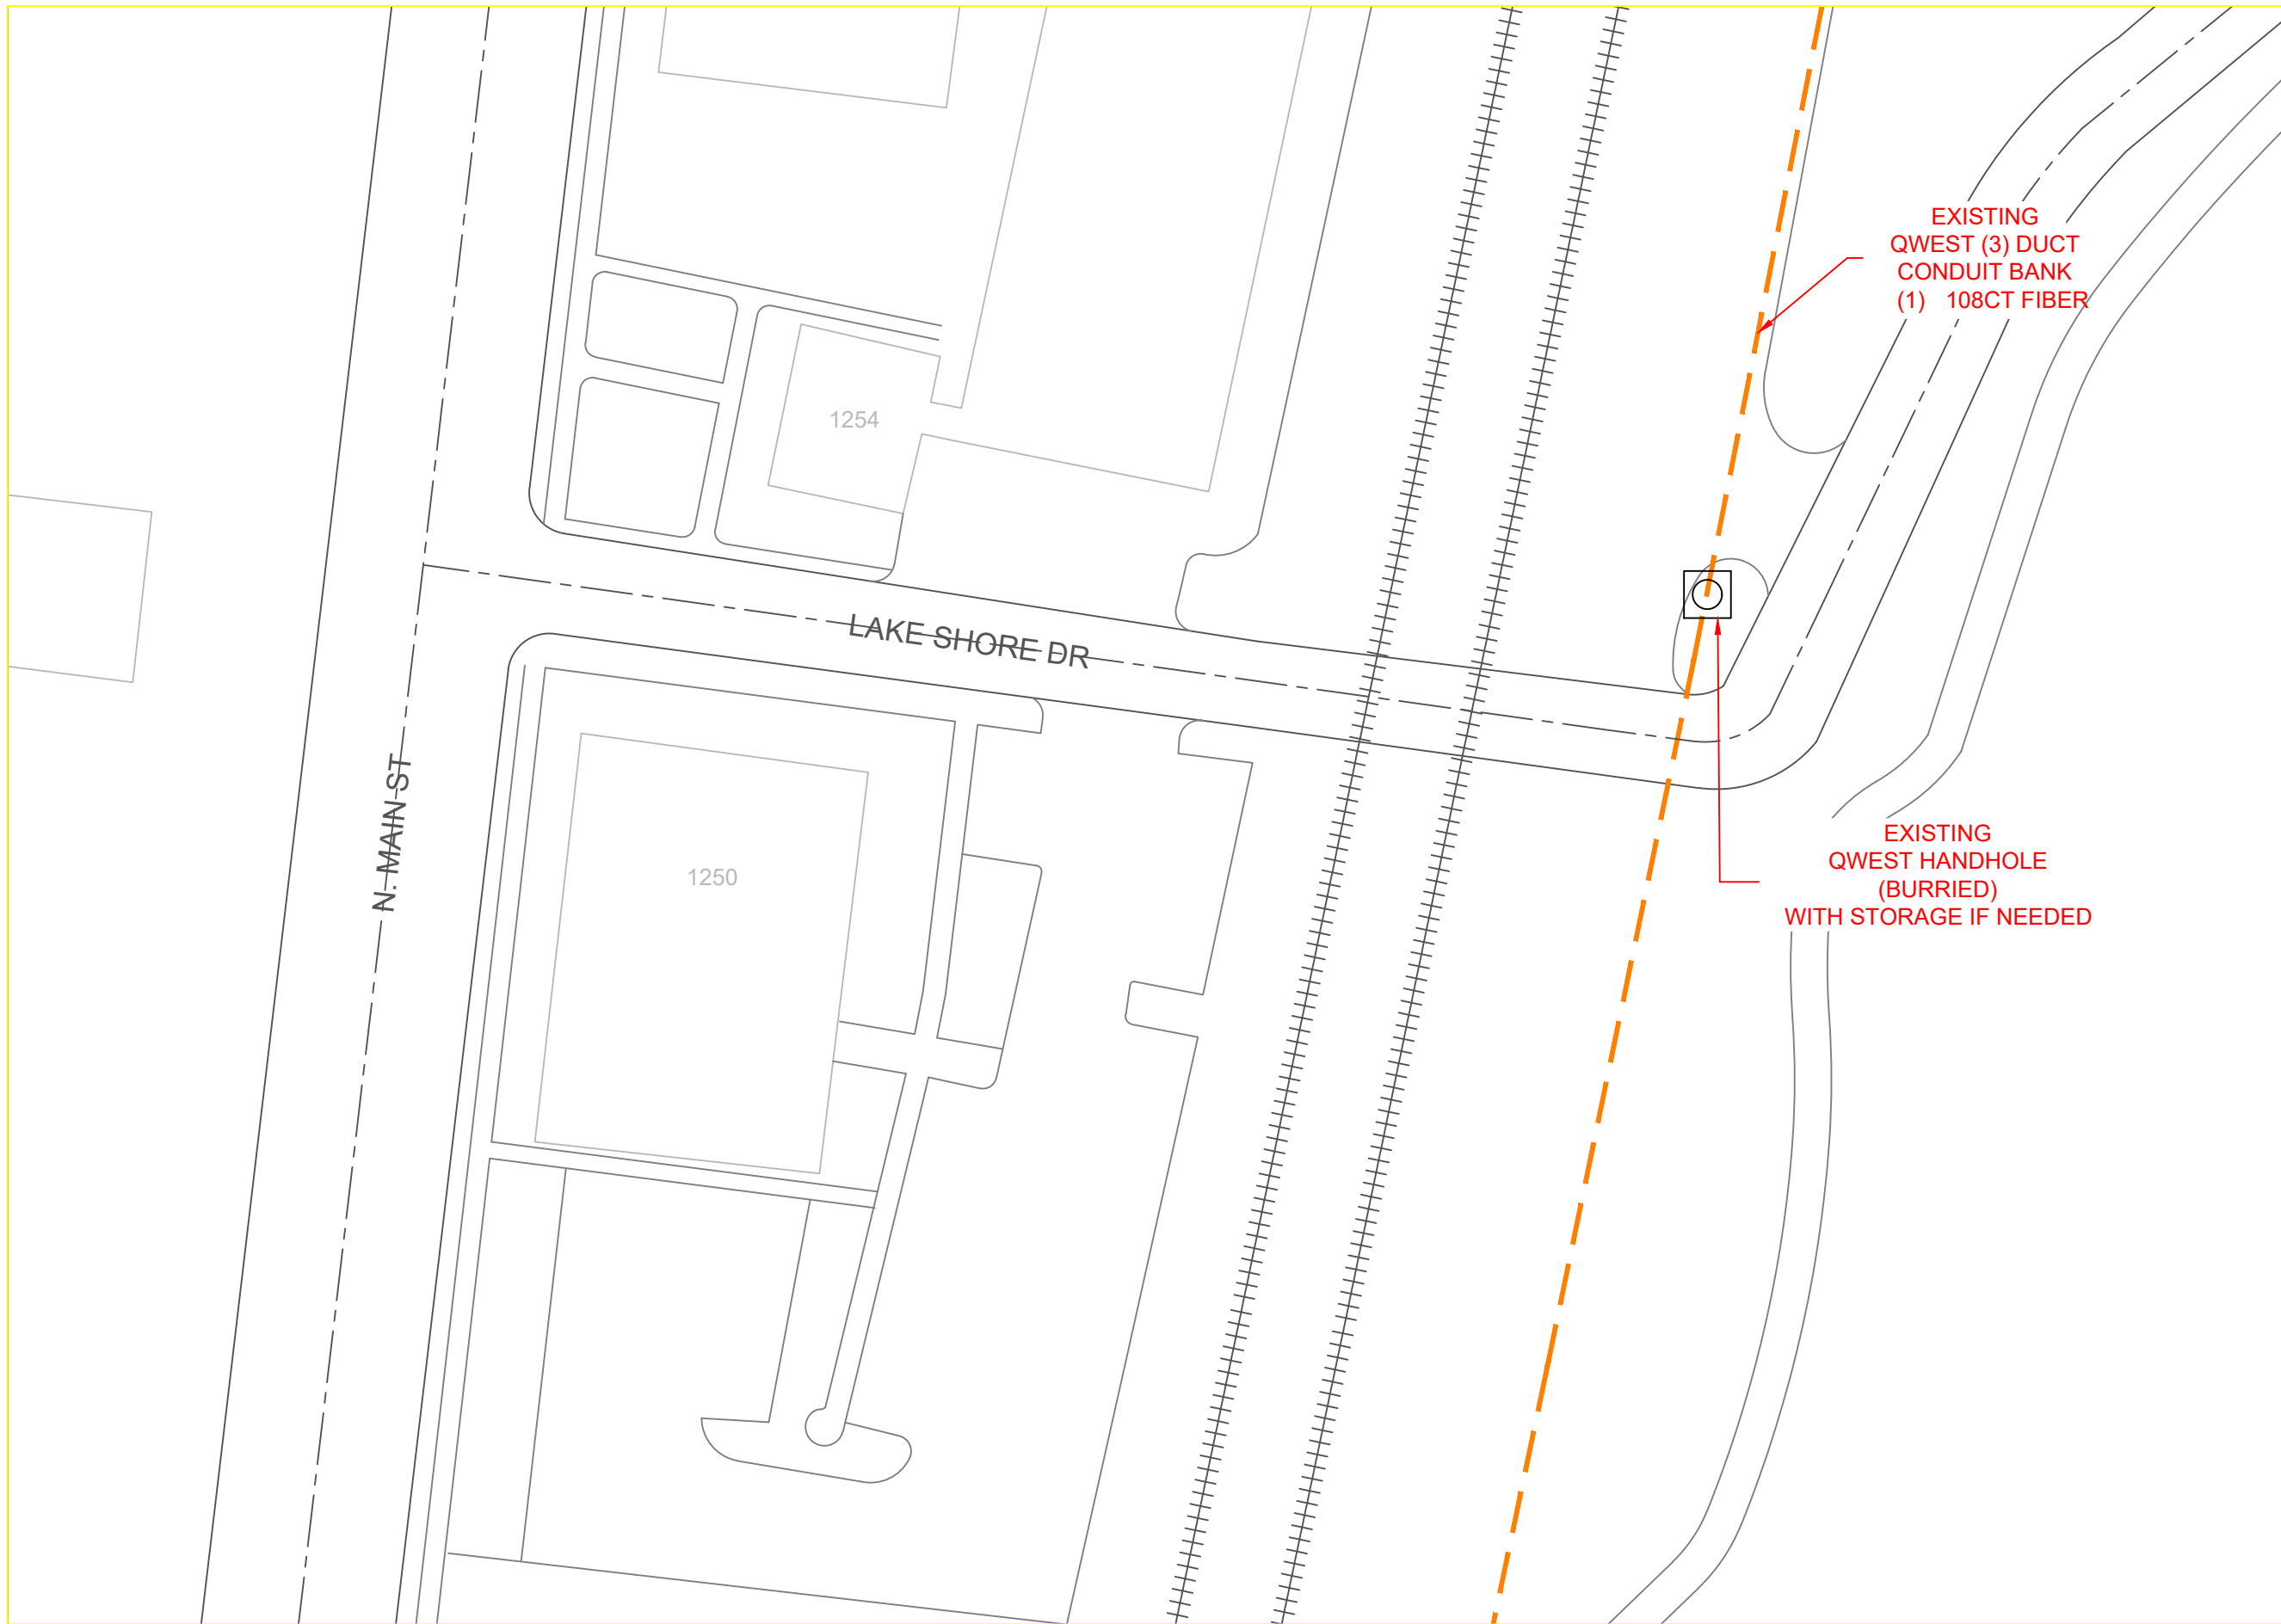 EXISTING
QWEST (3) DUCT
CONDUIT BANK
(1) 108CT FIBER
1254
LAKE SHORE DR
N. MAIN ST
1250
EXISTING
QWEST HANDHOLE
(BURRIED)
WITH STORAGE IF NEEDED